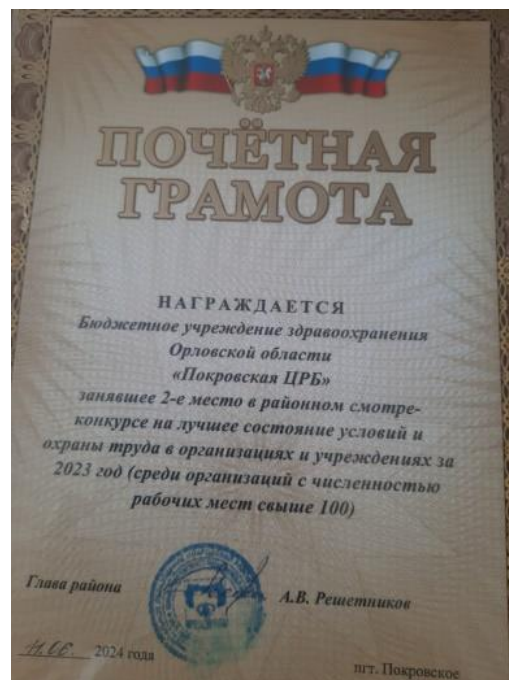 ПОЧЁТНАЯ
ГРАМОТА
НАГРАЖДАЕТСЯ
Бюджетное учреждение здравоохранения
Орловской области
«Покровская ЦРБ»
занявшее 2-е место в районном смотре-
конкурсе на лучшее состояние условий и
охраны труда в организациях и учреждениях за
2023 год (среди организаций с численностью
рабочих мест свыше 100)
Глава района А.В. Решетников
11.06. 2024 года
пгт. Покровское